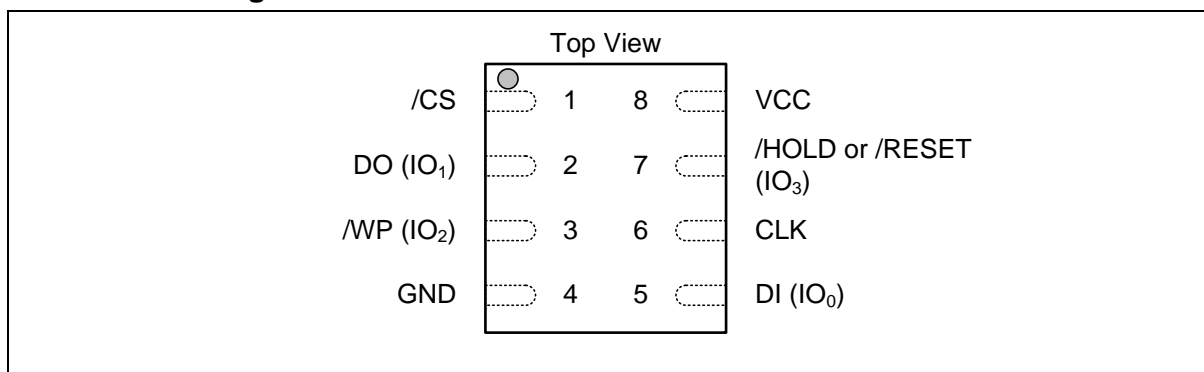 Top View
/CS 1 8 VCC
DO (IO₁) 2 7 /HOLD or /RESET
(IO₃)
/WP (IO₂) 3 6 CLK
GND 4 5 DI (IO₀)